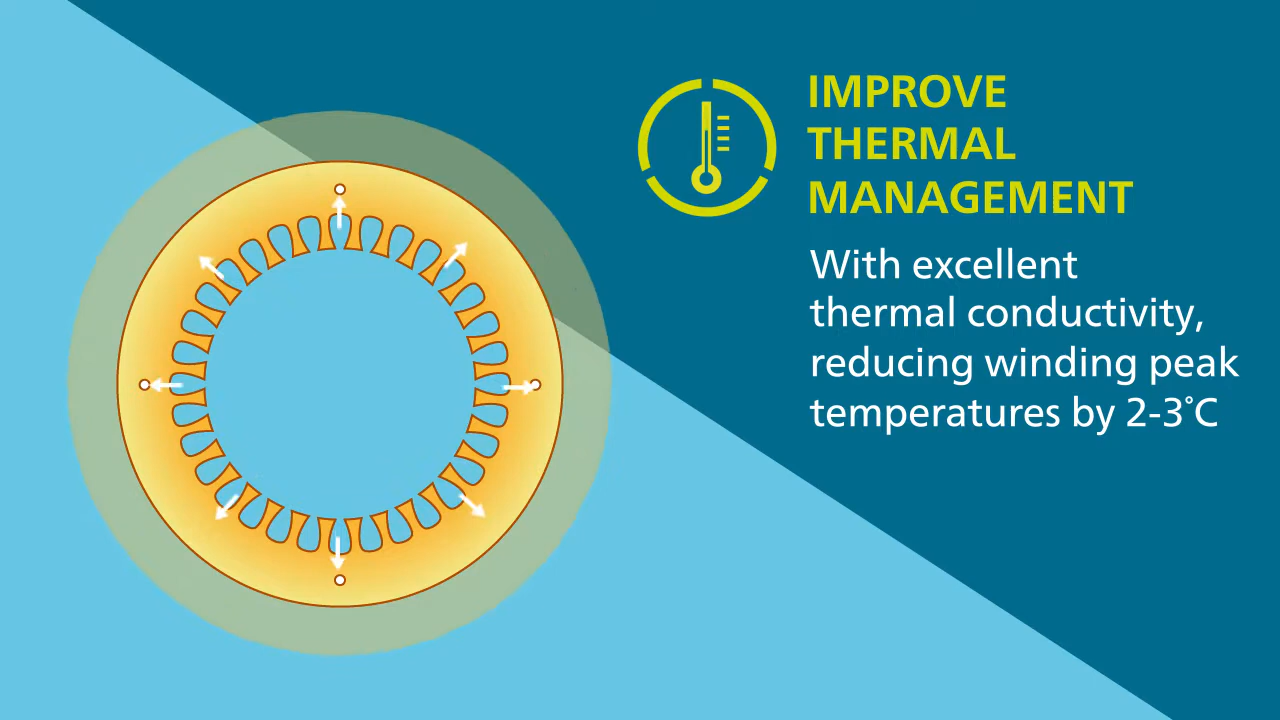 IMPROVE
THERMAL
MANAGEMENT
With excellent
thermal conductivity,
reducing winding peak
temperatures by 2-3˚C